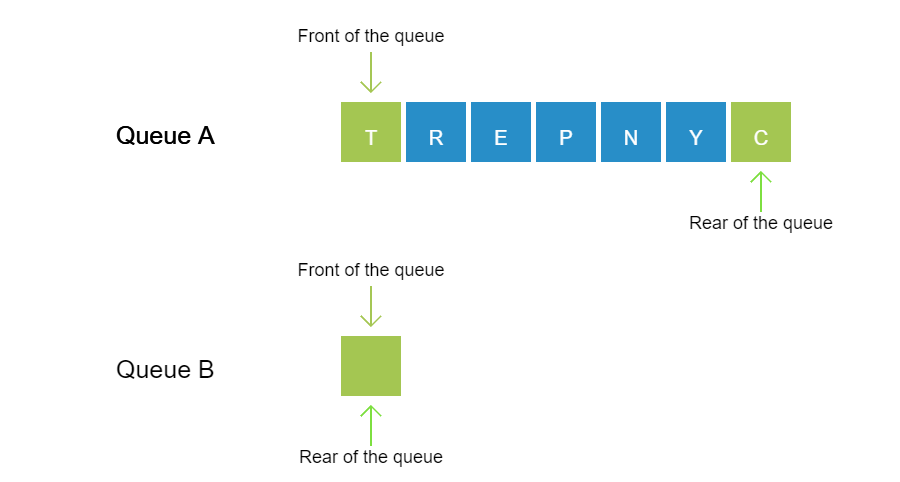 Front of the queue
Queue A
T R E P N Y C
Rear of the queue
Front of the queue
Queue B
Rear of the queue